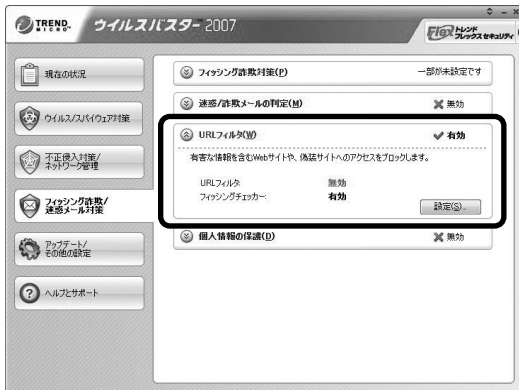 TREND MICRO
ウイルスバスター 2007
Flex トレンド フレックスセキュリティ
現在の状況
ウイルス/スパイウェア対策
不正侵入対策/
ネットワーク管理
フィッシング詐欺/
迷惑メール対策
アップデート/
その他の設定
ヘルプとサポート
フィッシング詐欺対策(P) 一部が未設定です
迷惑/詐欺メールの判定(M) 無効
URLフィルタ(W) 有効
有害な情報を含むWebサイトや、偽装サイトへのアクセスをブロックします。
URLフィルタ: 無効
フィッシングチェッカー: 有効
設定(S)...
個人情報の保護(D) 無効